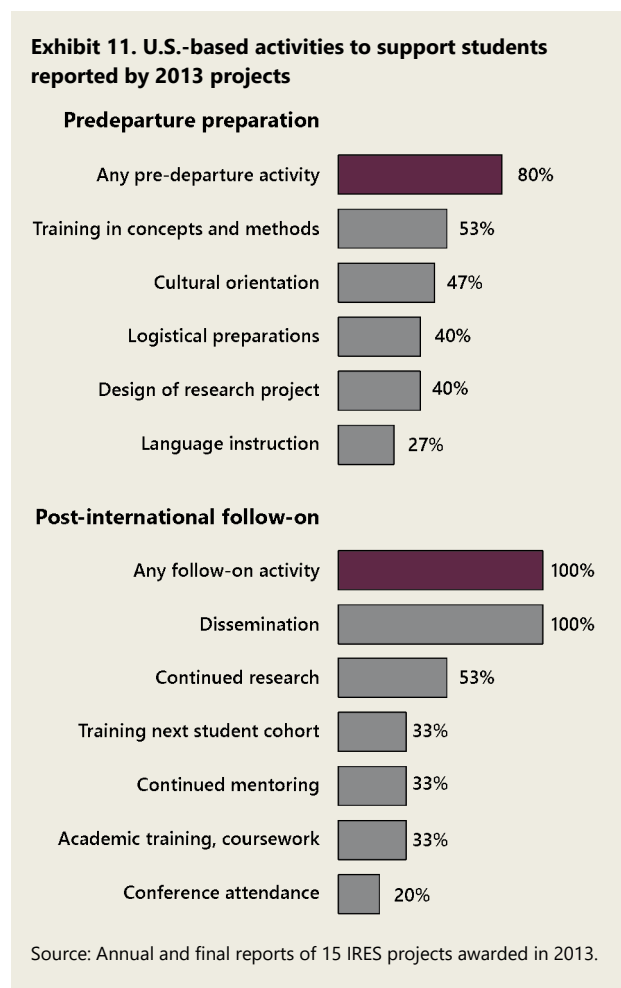 Exhibit 11. U.S.-based activities to support students
reported by 2013 projects
Predeparture preparation
Any pre-departure activity 80%
Training in concepts and methods 53%
Cultural orientation 47%
Logistical preparations 40%
Design of research project 40%
Language instruction 27%
Post-international follow-on
Any follow-on activity 100%
Dissemination 100%
Continued research 53%
Training next student cohort 33%
Continued mentoring 33%
Academic training, coursework 33%
Conference attendance 20%
Source: Annual and final reports of 15 IRES projects awarded in 2013.